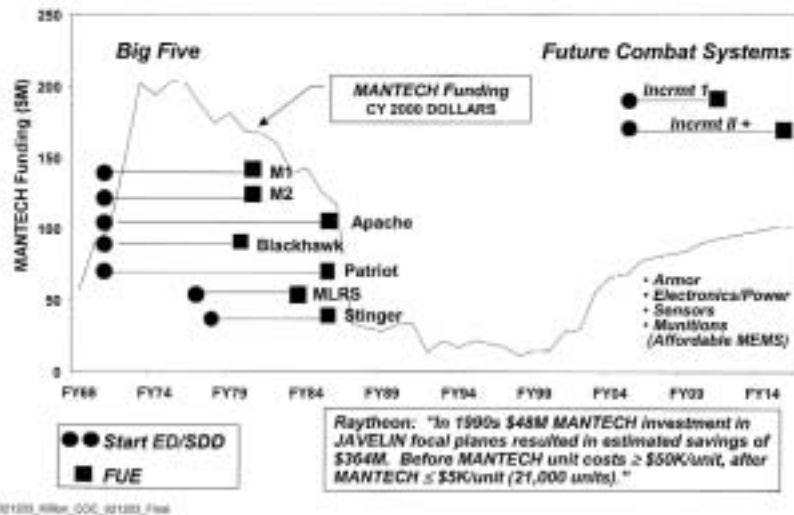 250
Big Five
Future Combat Systems
200
MANTECH Funding
CY 2000 DOLLARS
Incrmt 1
Incrmt II +
MANTECH Funding ($M)
150
M1
M2
Apache
100
Blackhawk
Patriot
50
MLRS
Stinger
• Armor
• Electronics/Power
• Sensors
• Munitions
(Affordable MEMS)
0
FY74 FY79 FY84 FY89 FY94 FY99 FY04 FY09 FY14
Start ED/SDD
FUE
Raytheon: "In 1990s $48M MANTECH investment in
JAVELIN focal planes resulted in estimated savings of
$364M. Before MANTECH unit costs ≥ $50K/unit, after
MANTECH ≤ $5K/unit (21,000 units)."